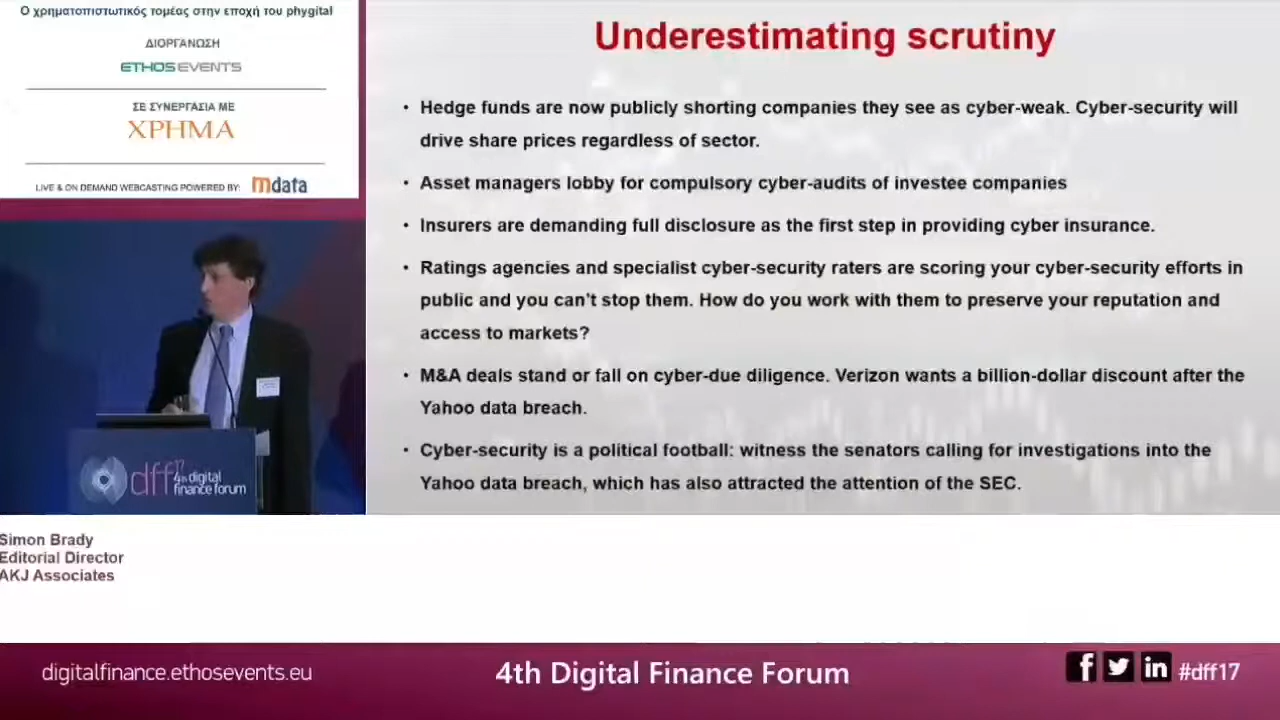 Ο χρηματοπιστωτικός τομέας στην εποχή του phygital
ΔΙΟΡΓΑΝΩΣΗ
ETHOS EVENTS
ΣΕ ΣΥΝΕΡΓΑΣΙΑ ΜΕ
ΧΡΗΜΑ
LIVE & ON DEMAND WEBCASTING POWERED BY: mdata
Underestimating scrutiny
• Hedge funds are now publicly shorting companies they see as cyber-weak. Cyber-security will
drive share prices regardless of sector.
• Asset managers lobby for compulsory cyber-audits of investee companies
• Insurers are demanding full disclosure as the first step in providing cyber insurance.
• Ratings agencies and specialist cyber-security raters are scoring your cyber-security efforts in
public and you can't stop them. How do you work with them to preserve your reputation and
access to markets?
• M&A deals stand or fall on cyber-due diligence. Verizon wants a billion-dollar discount after the
Yahoo data breach.
• Cyber-security is a political football: witness the senators calling for investigations into the
Yahoo data breach, which has also attracted the attention of the SEC.
dff17
4th digital
finance forum
Simon Brady
Editorial Director
AKJ Associates
digitalfinance.ethosevents.eu
4th Digital Finance Forum
#dff17